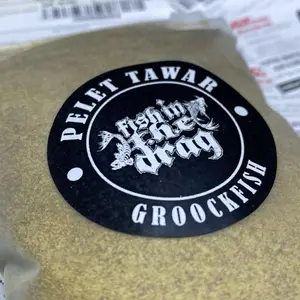 PELET TAWAR
fishin
the
drag
GROOCKFISH